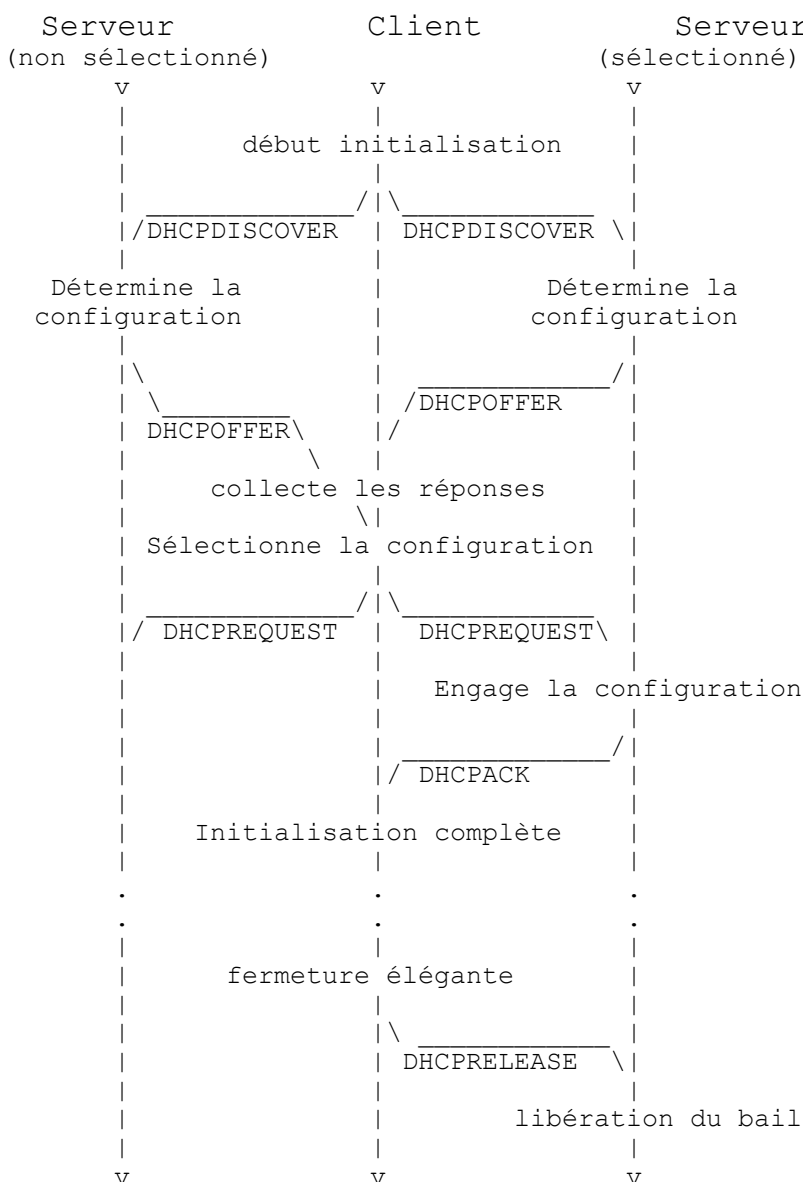 Serveur Client Serveur
(non sélectionné) (sélectionné)
v v v
début initialisation
DHCPDISCOVER DHCPDISCOVER
Détermine la Détermine la
configuration configuration
DHCPOFFER
DHCPOFFER
collecte les réponses
Sélectionne la configuration
DHCPREQUEST DHCPREQUEST
Engage la configuration
DHCPACK
Initialisation complète
. . .
. . .
fermeture élégante
DHCPRELEASE
libération du bail
v v v